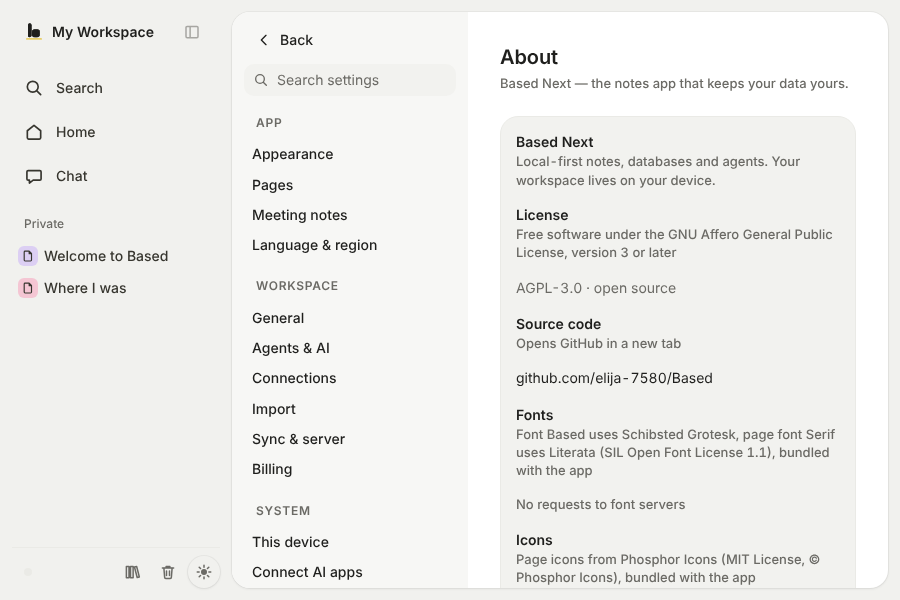 My Workspace
Search
Home
Chat
Private
Welcome to Based
Where I was
Back
Search settings
APP
Appearance
Pages
Meeting notes
Language & region
WORKSPACE
General
Agents & AI
Connections
Import
Sync & server
Billing
SYSTEM
This device
Connect AI apps
About
Based Next — the notes app that keeps your data yours.
Based Next
Local-first notes, databases and agents. Your
workspace lives on your device.
License
Free software under the GNU Affero General Public
License, version 3 or later
AGPL-3.0 · open source
Source code
Opens GitHub in a new tab
github.com/elija-7580/Based
Fonts
Font Based uses Schibsted Grotesk, page font Serif
uses Literata (SIL Open Font License 1.1), bundled
with the app
No requests to font servers
Icons
Page icons from Phosphor Icons (MIT License, ©
Phosphor Icons), bundled with the app